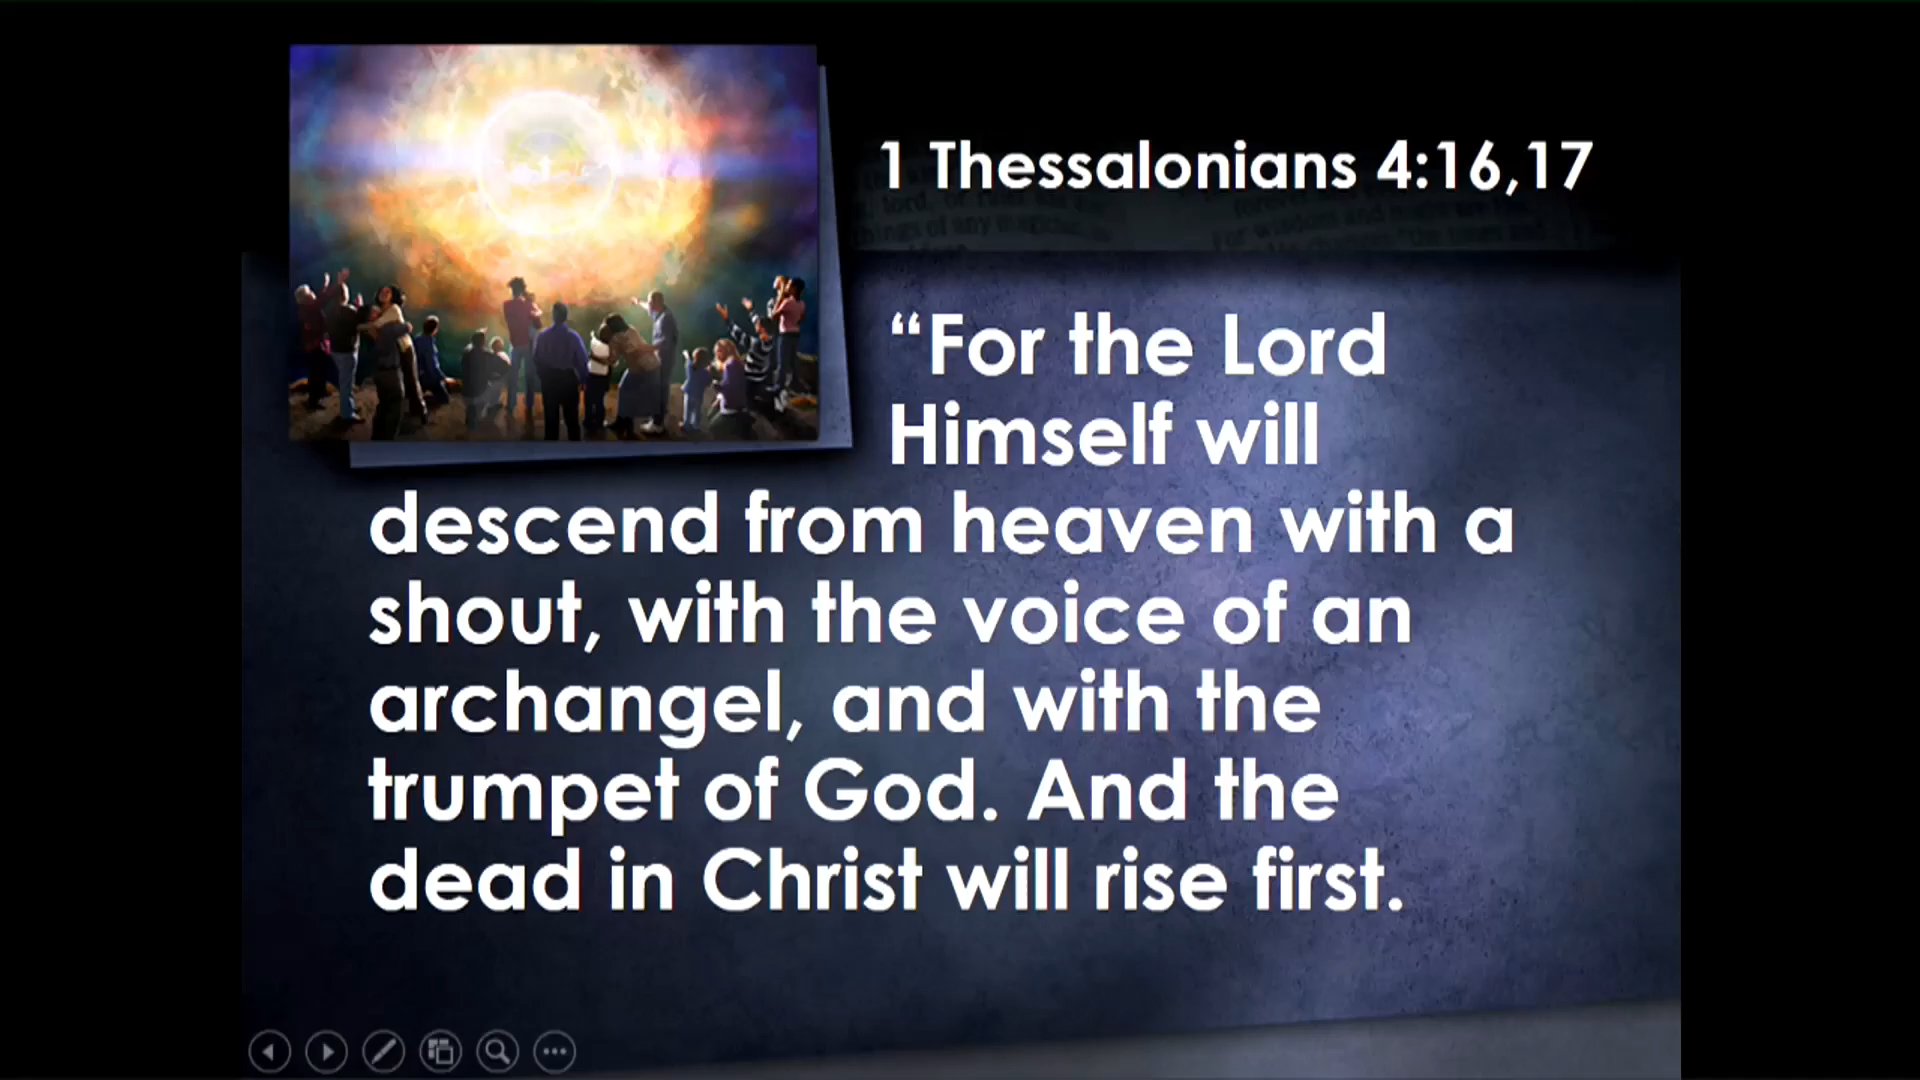 1 Thessalonians 4:16,17
“For the Lord
Himself will
descend from heaven with a
shout, with the voice of an
archangel, and with the
trumpet of God. And the
dead in Christ will rise first.